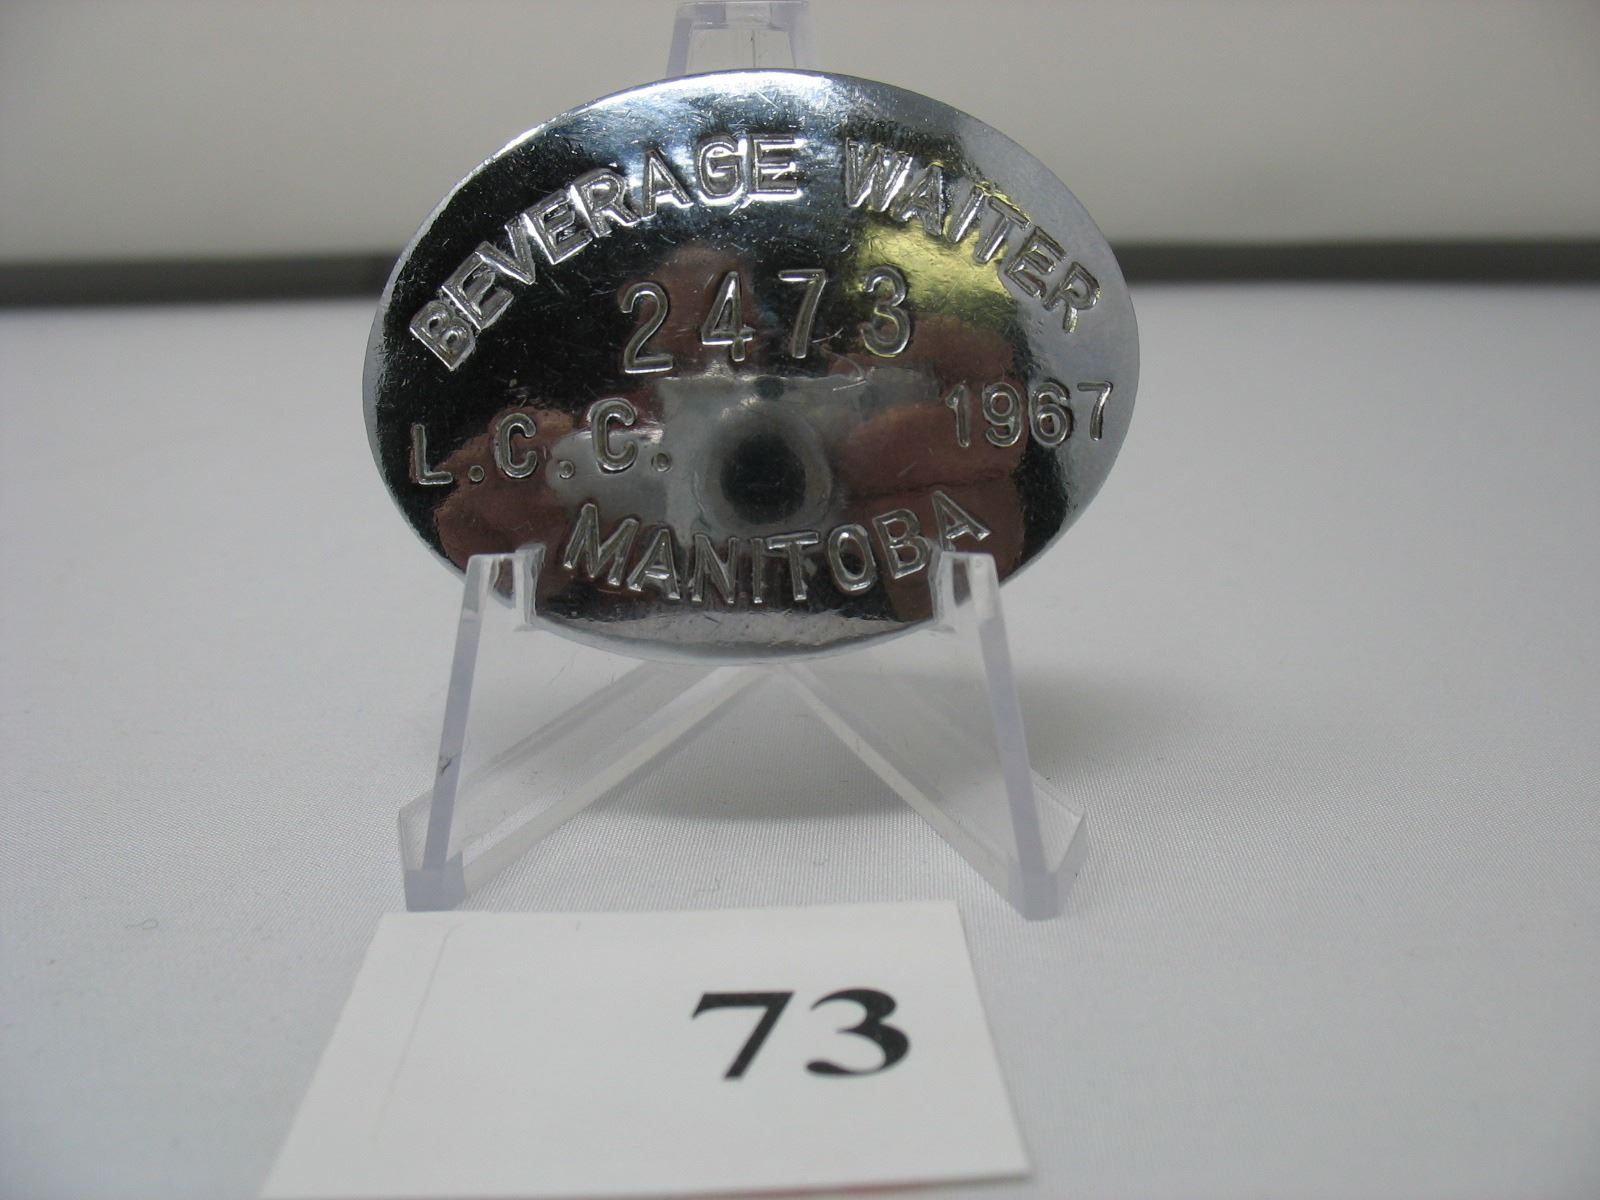 BEVERAGE WAITER
2473
L.C.C. 1967
MANITOBA
73